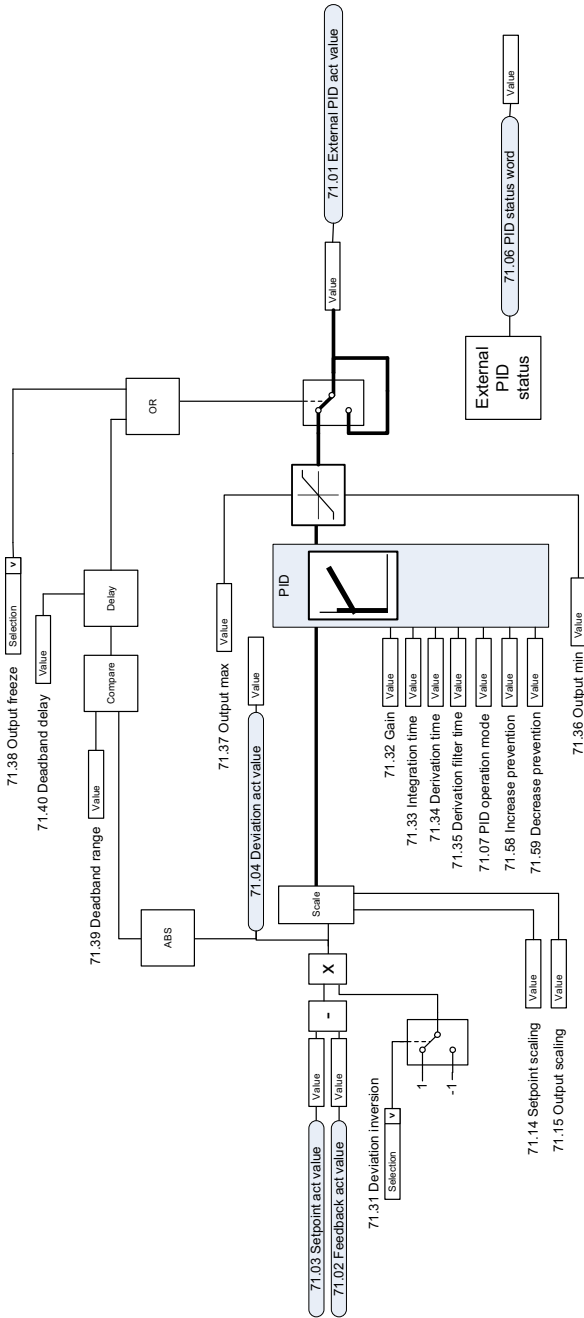 71.38 Output freeze
Selection
v
71.40 Deadband delay
Value
71.39 Deadband range
Value
Compare
Delay
OR
ABS
71.04 Deviation act value
Value
71.37 Output max
Value
71.03 Setpoint act value
Value
71.02 Feedback act value
Value
-
X
Scale
PID
Value
71.01 External PID act value
71.31 Deviation inversion
Selection
v
1
-1
71.14 Setpoint scaling
Value
71.15 Output scaling
Value
71.32 Gain
Value
71.33 Integration time
Value
71.34 Derivation time
Value
71.35 Derivation filter time
Value
71.07 PID operation mode
Value
71.58 Increase prevention
Value
71.59 Decrease prevention
Value
71.36 Output min
Value
External
PID
status
71.06 PID status word
Value